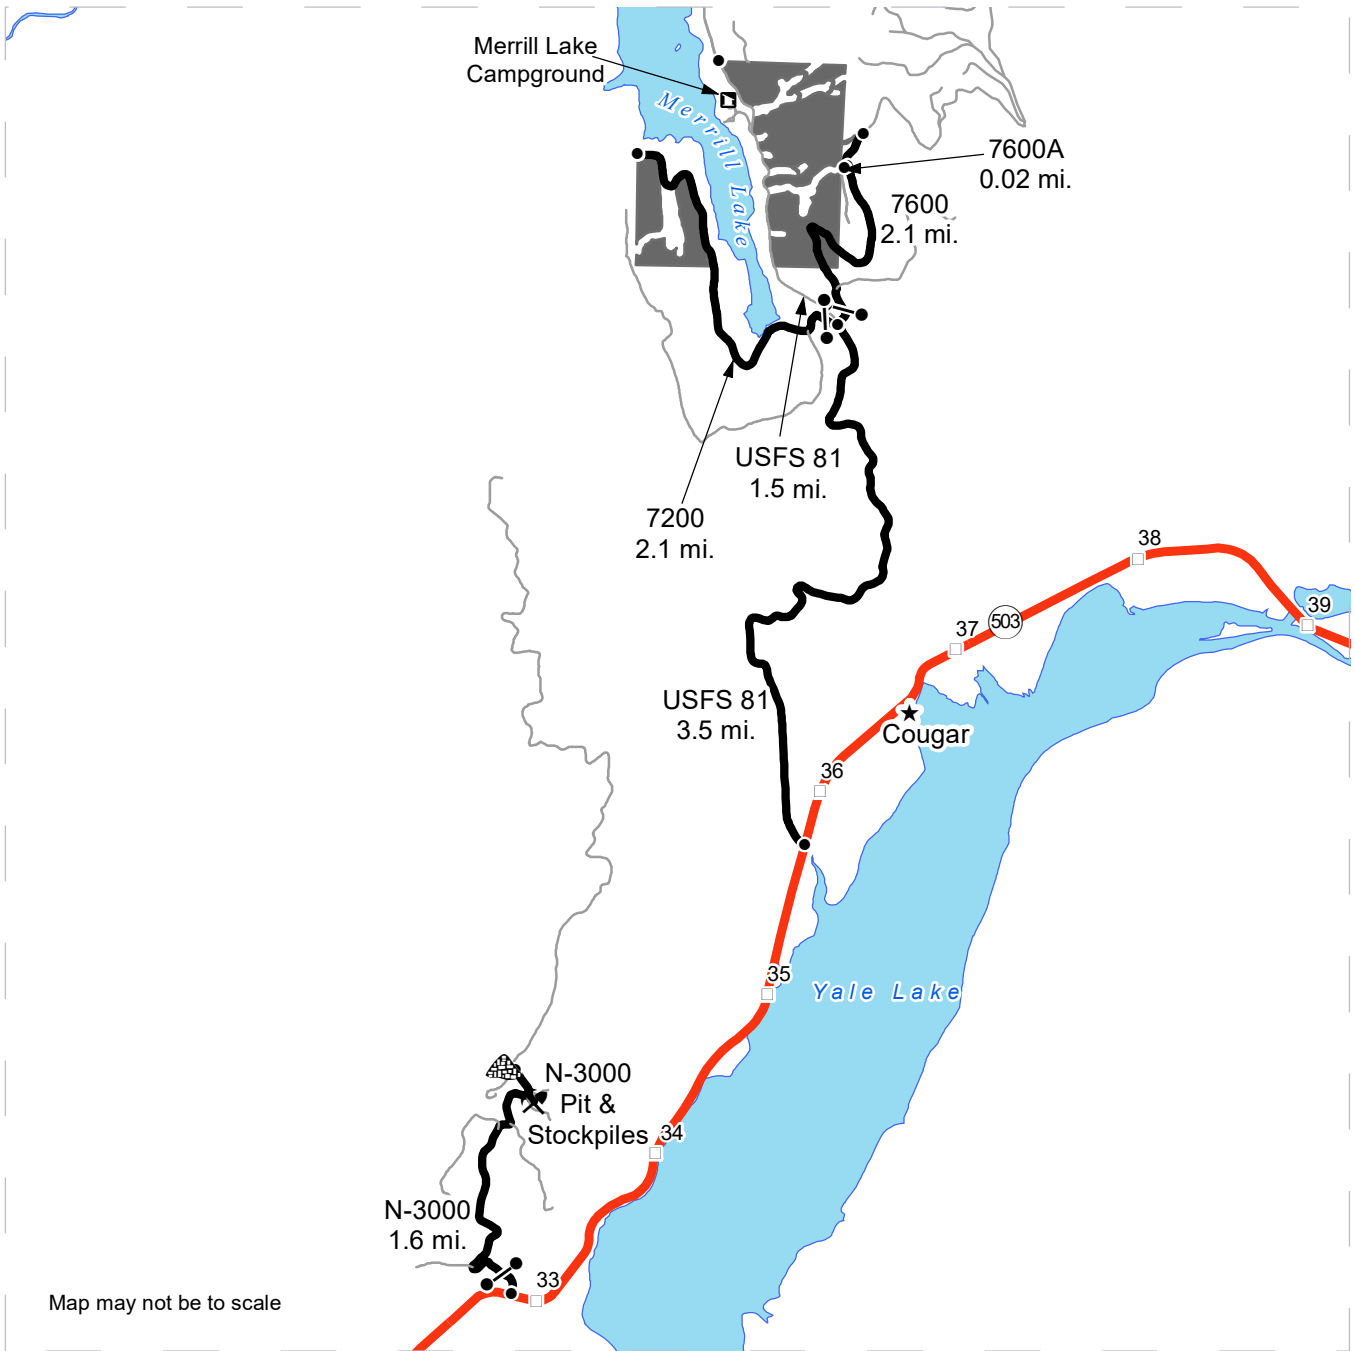 Merrill Lake
Campground
Merrill Lake
7600A
0.02 mi.
7600
2.1 mi.
USFS 81
1.5 mi.
7200
2.1 mi.
38
39
503
37
USFS 81
3.5 mi.
Cougar
36
35
Yale Lake
N-3000
Pit &
Stockpiles
34
N-3000
1.6 mi.
33
Map may not be to scale